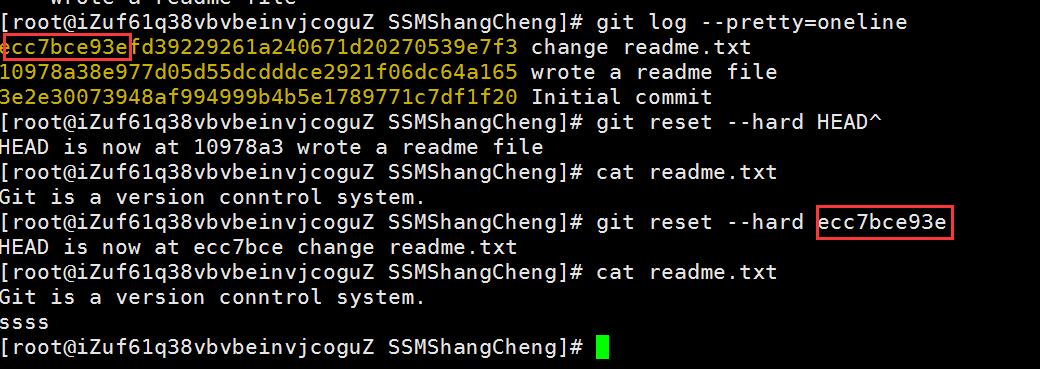 wrote a readme file
[root@iZuf61q38vbvbeinvjcoguZ SSMShangCheng]# git log --pretty=oneline
ecc7bce93efd39229261a240671d20270539e7f3 change readme.txt
10978a38e977d05d55dcdddce2921f06dc64a165 wrote a readme file
3e2e30073948af994999b4b5e1789771c7df1f20 Initial commit
[root@iZuf61q38vbvbeinvjcoguZ SSMShangCheng]# git reset --hard HEAD^
HEAD is now at 10978a3 wrote a readme file
[root@iZuf61q38vbvbeinvjcoguZ SSMShangCheng]# cat readme.txt
Git is a version conntrol system.
[root@iZuf61q38vbvbeinvjcoguZ SSMShangCheng]# git reset --hard ecc7bce93e
HEAD is now at ecc7bce change readme.txt
[root@iZuf61q38vbvbeinvjcoguZ SSMShangCheng]# cat readme.txt
Git is a version conntrol system.
ssss
[root@iZuf61q38vbvbeinvjcoguZ SSMShangCheng]#